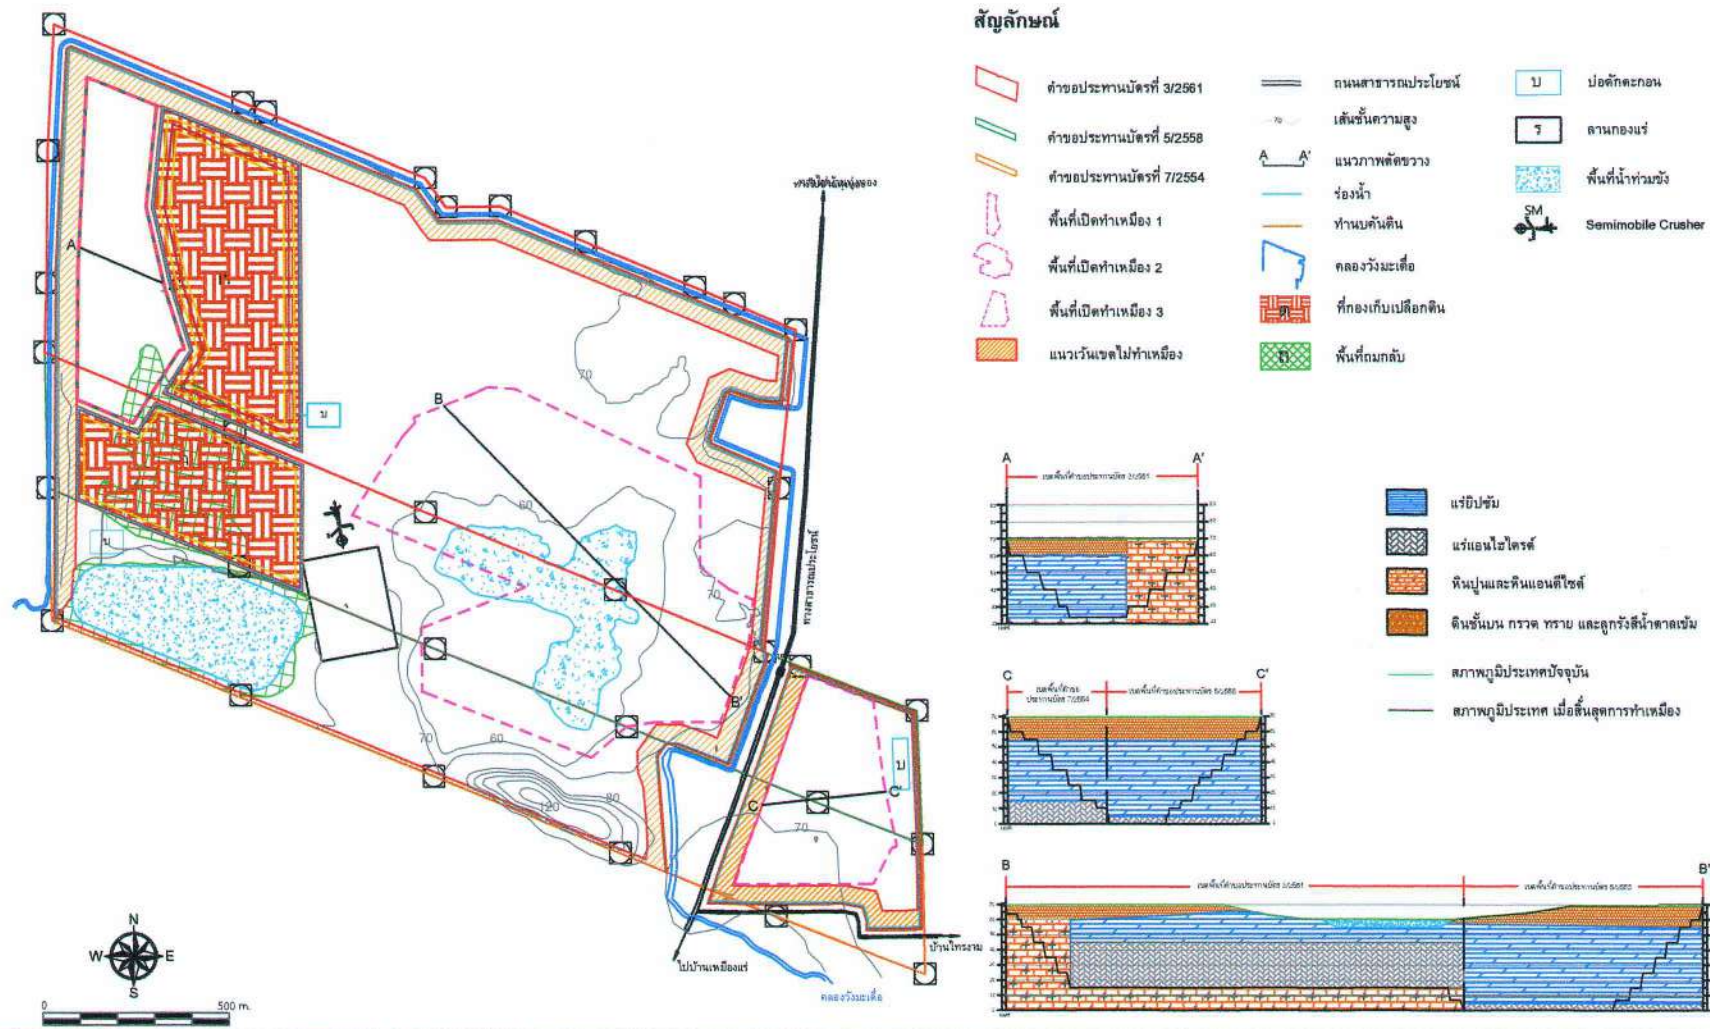 สัญลักษณ์
คำขอประทานบัตรที่ 3/2561
คำขอประทานบัตรที่ 5/2558
คำขอประทานบัตรที่ 7/2554
พื้นที่เปิดทำเหมือง 1
พื้นที่เปิดทำเหมือง 2
พื้นที่เปิดทำเหมือง 3
แนวเว้นเขตไม่ทำเหมือง
ถนนสาธารณประโยชน์
70
เส้นชั้นความสูง
A A'
แนวภาพตัดขวาง
ร่องน้ำ
ทำนบคันดิน
คลองวังมะเดื่อ
ต
ที่กองเก็บเปลือกดิน
ถ
พื้นที่ถมกลับ
บ
บ่อดักตะกอน
ร
ลานกองแร่
พื้นที่น้ำท่วมขัง
SM
Semimobile Crusher
A
B
บ
บ
70
60
70
ทางสาธารณประโยชน์
B'
70
60
120
80
C
C'
บ
70
บ้านไทรงาม
ไปบ้านเหมืองแร่
คลองวังมะเดื่อ
N
W E
S
0 500 m.
A A'
แร่ยิปซัม
แร่แอนไฮไดรต์
หินปูนและหินแอนดีไซต์
ดินชั้นบน กรวด ทราย และลูกรังสีน้ำตาลเข้ม
สภาพภูมิประเทศปัจจุบัน
สภาพภูมิประเทศ เมื่อสิ้นสุดการทำเหมือง
C C'
B B'